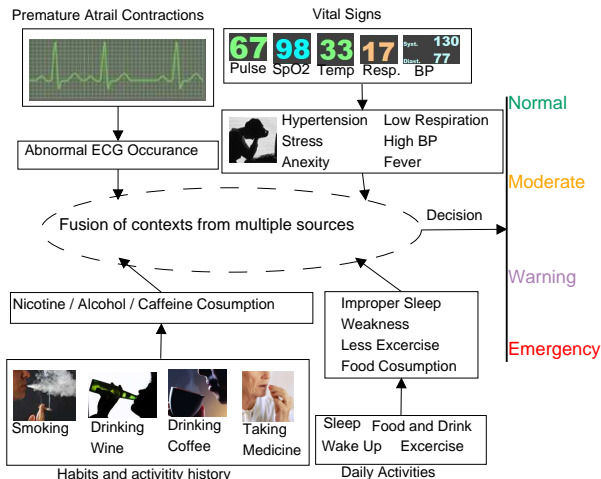 Premature Atrail Contractions
Vital Signs
67 98 33 17 Syst. 130
Diast. 77
Pulse SpO2 Temp Resp. BP
Normal
Hypertension Low Respiration
Stress High BP
Anexity Fever
Abnormal ECG Occurance
Moderate
Fusion of contexts from multiple sources
Decision
Warning
Nicotine / Alcohol / Caffeine Cosumption
Improper Sleep
Weakness
Less Excercise
Food Cosumption
Emergency
Smoking
Drinking
Wine
Drinking
Coffee
Taking
Medicine
Sleep Food and Drink
Wake Up Excercise
Habits and activitity history
Daily Activities